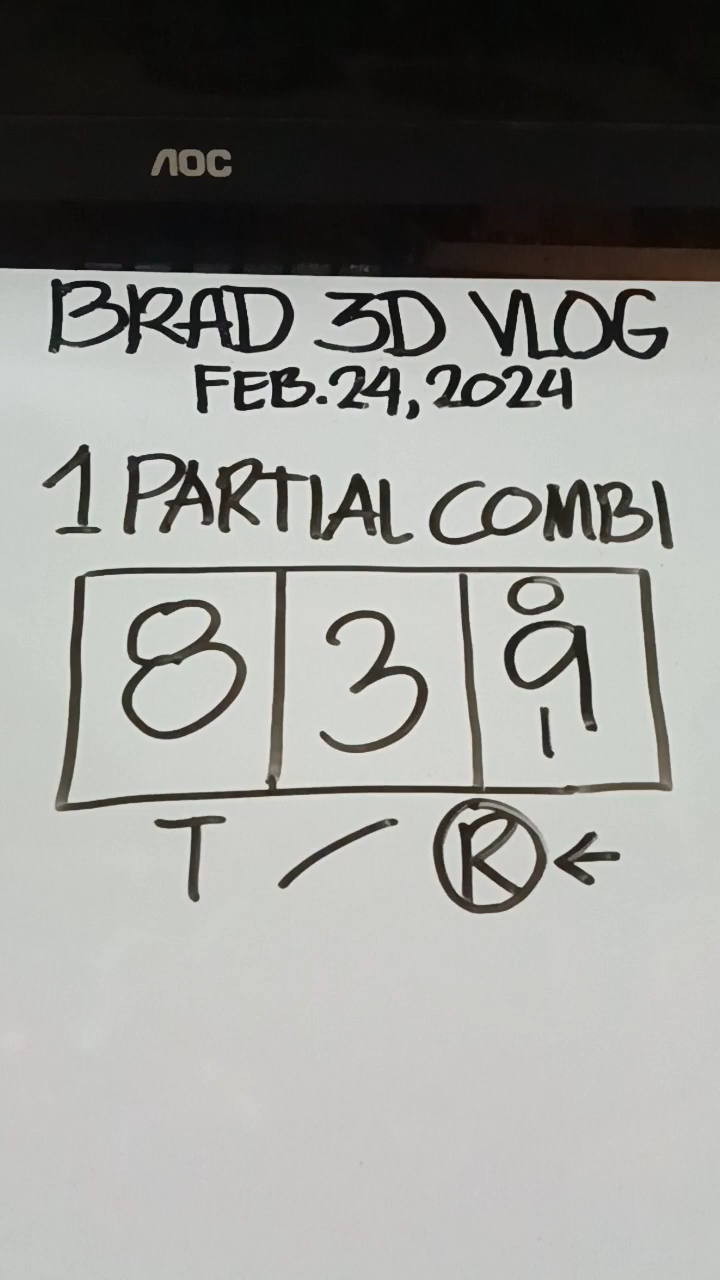 AOC
BRAD 3D VLOG
FEB.24,2024
1 PARTIAL COMBI
0
8 3 9
1
T / R ←